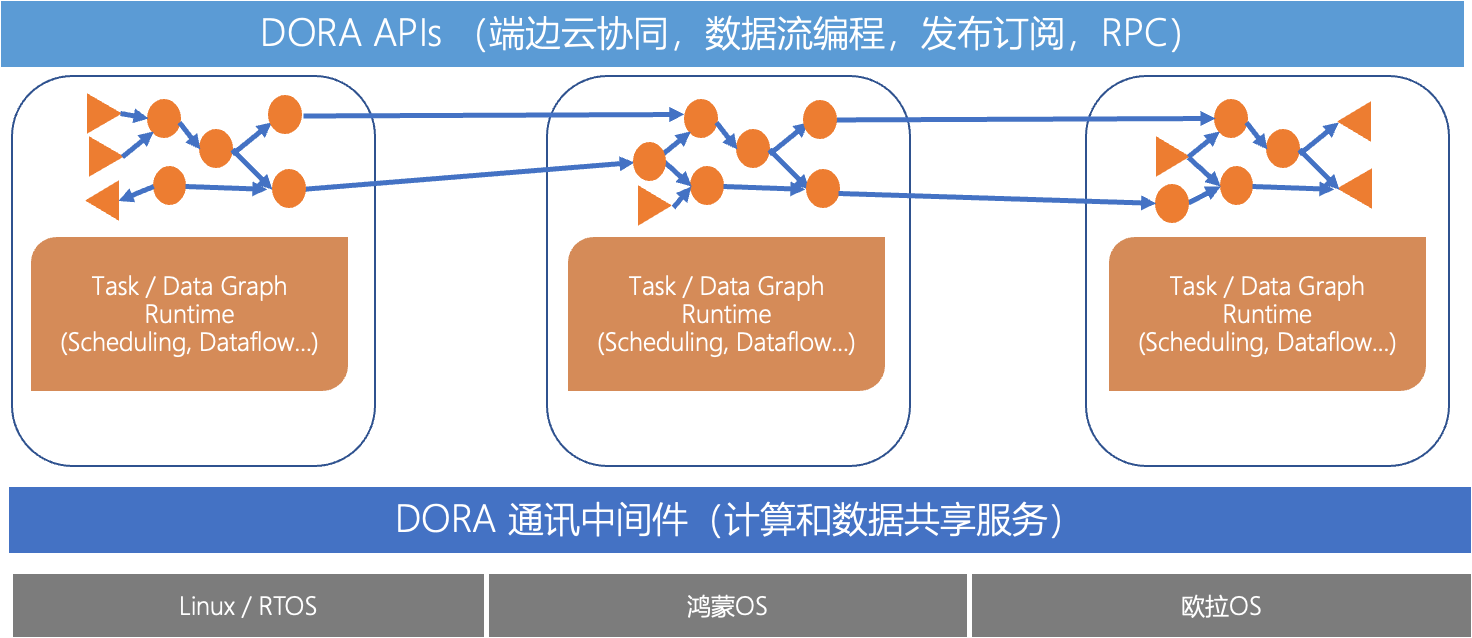 DORA APIs （端边云协同，数据流编程，发布订阅，RPC）
Task / Data Graph
Runtime
(Scheduling, Dataflow...)
Task / Data Graph
Runtime
(Scheduling, Dataflow...)
Task / Data Graph
Runtime
(Scheduling, Dataflow...)
DORA 通讯中间件（计算和数据共享服务）
Linux / RTOS
鸿蒙OS
欧拉OS